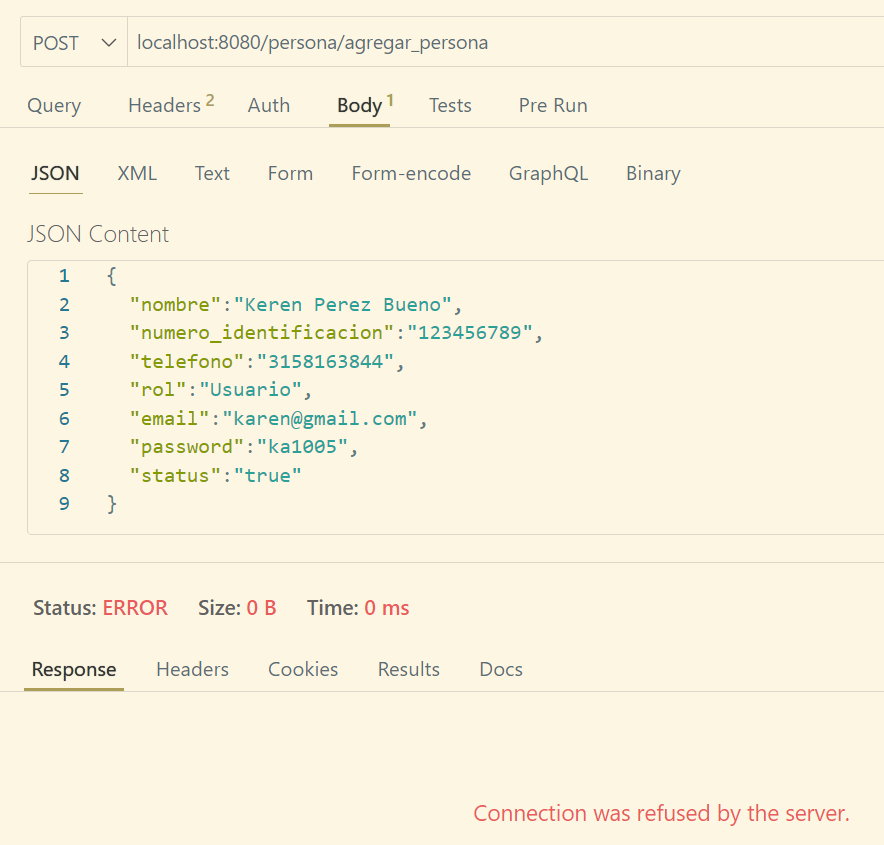 POST localhost:8080/persona/agregar_persona
Query Headers 2 Auth Body 1 Tests Pre Run
JSON XML Text Form Form-encode GraphQL Binary
JSON Content
1 {
2 "nombre":"Keren Perez Bueno",
3 "numero_identificacion":"123456789",
4 "telefono":"3158163844",
5 "rol":"Usuario",
6 "email":"karen@gmail.com",
7 "password":"ka1005",
8 "status":"true"
9 }
Status: ERROR Size: 0 B Time: 0 ms
Response Headers Cookies Results Docs
Connection was refused by the server.